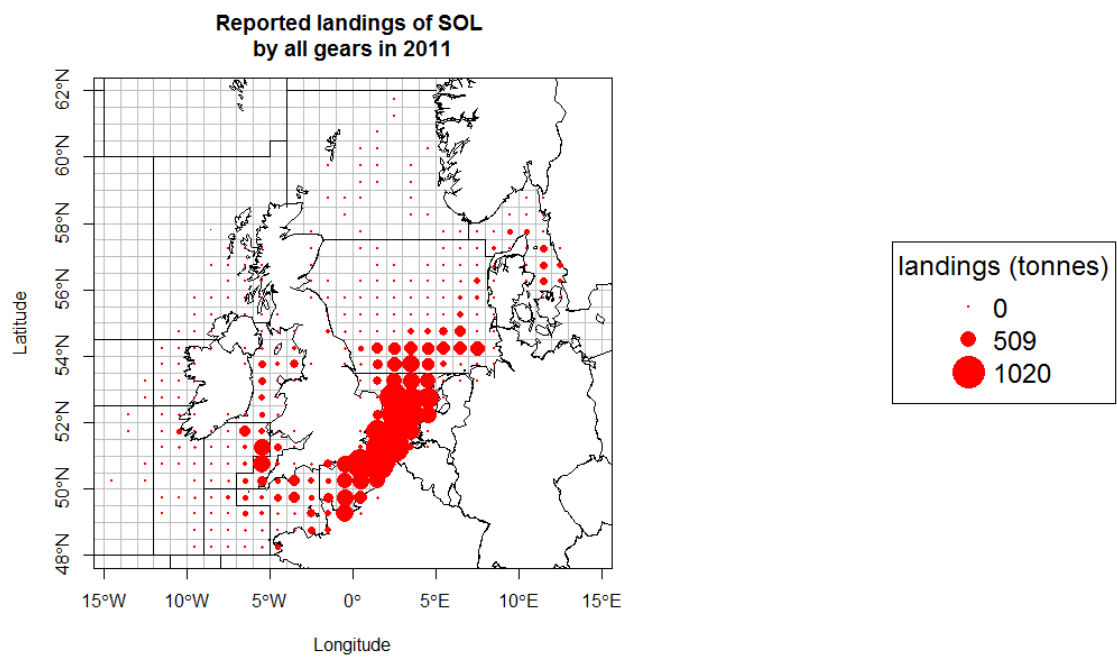 Reported landings of SOL
by all gears in 2011
Latitude
62°N
60°N
58°N
56°N
54°N
52°N
50°N
48°N
15°W
10°W
5°W
0°
5°E
10°E
15°E
Longitude
landings (tonnes)
0
509
1020